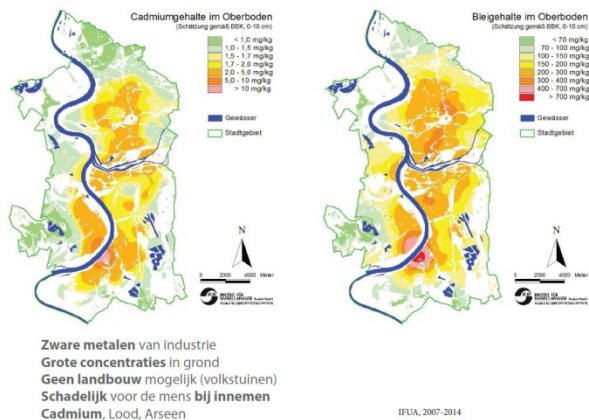 Cadmiumgehalte im Oberboden
(Schätzung gemäß BBK, 0-10 cm)
< 1,0 mg/kg
1,0 - 1,5 mg/kg
1,5 - 1,7 mg/kg
1,7 - 2,0 mg/kg
2,0 - 5,0 mg/kg
5,0 - 10 mg/kg
> 10 mg/kg
Gewässer
Stadtgebiet
N
0 2000 4000 Meter
Bleigehalte im Oberboden
(Schätzung gemäß BBK, 0-10 cm)
< 70 mg/kg
70 - 100 mg/kg
100 - 150 mg/kg
150 - 200 mg/kg
200 - 300 mg/kg
300 - 400 mg/kg
400 - 700 mg/kg
> 700 mg/kg
Gewässer
Stadtgebiet
N
0 2000 4000 Meter
Zware metalen van industrie
Grote concentraties in grond
Geen landbouw mogelijk (volkstuinen)
Schadelijk voor de mens bij innemen
Cadmium, Lood, Arseen
IFUA, 2007-2014